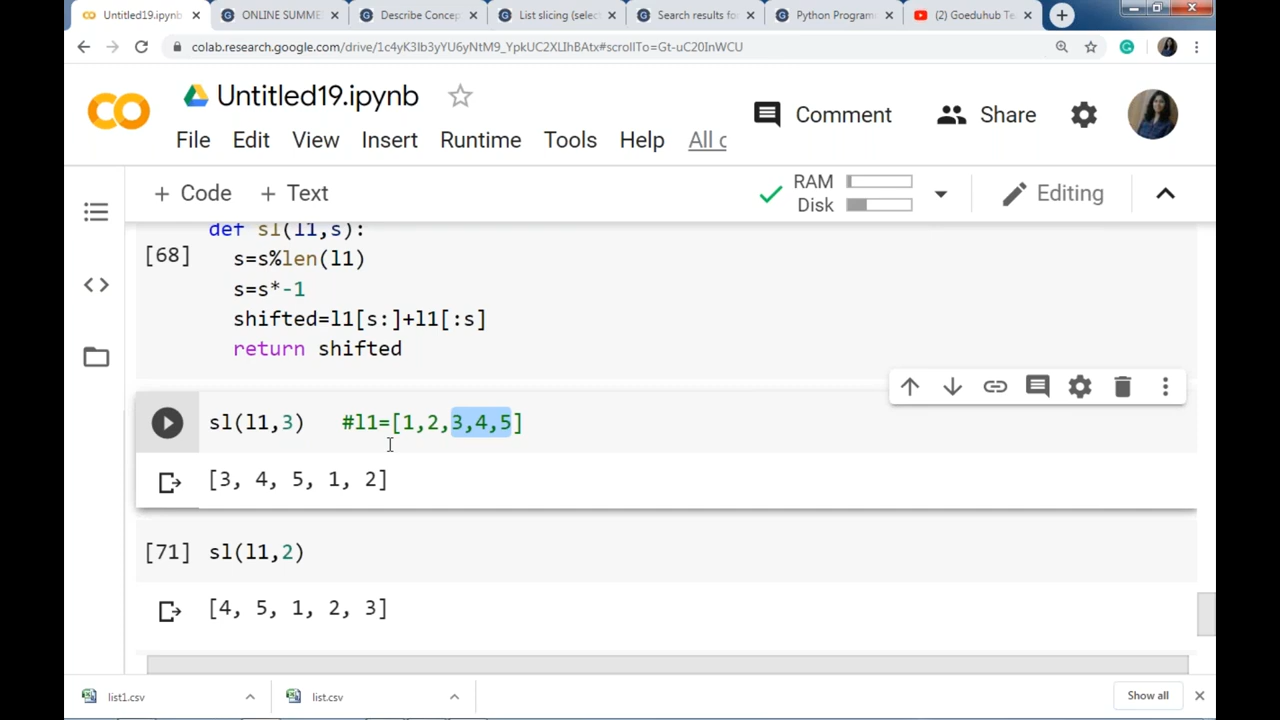 Untitled19.ipynb
ONLINE SUMME
Describe Concep
List slicing (selec
Search results fo
Python Program
(2) Goeduhub Te
colab.research.google.com/drive/1c4yK3Ib3yYU6yNtM9_YpkUC2XLIhBAtx#scrollTo=Gt-uC20InWCU
CO Untitled19.ipynb
Comment
Share
File Edit View Insert Runtime Tools Help All c
+ Code + Text
RAM
Disk
Editing
def sl(l1,s):
[68]
s=s%len(l1)
s=s*-1
shifted=l1[s:]+l1[:s]
return shifted
sl(l1,3) #l1=[1,2,3,4,5]
[3, 4, 5, 1, 2]
[71] sl(l1,2)
[4, 5, 1, 2, 3]
list1.csv
list.csv
Show all